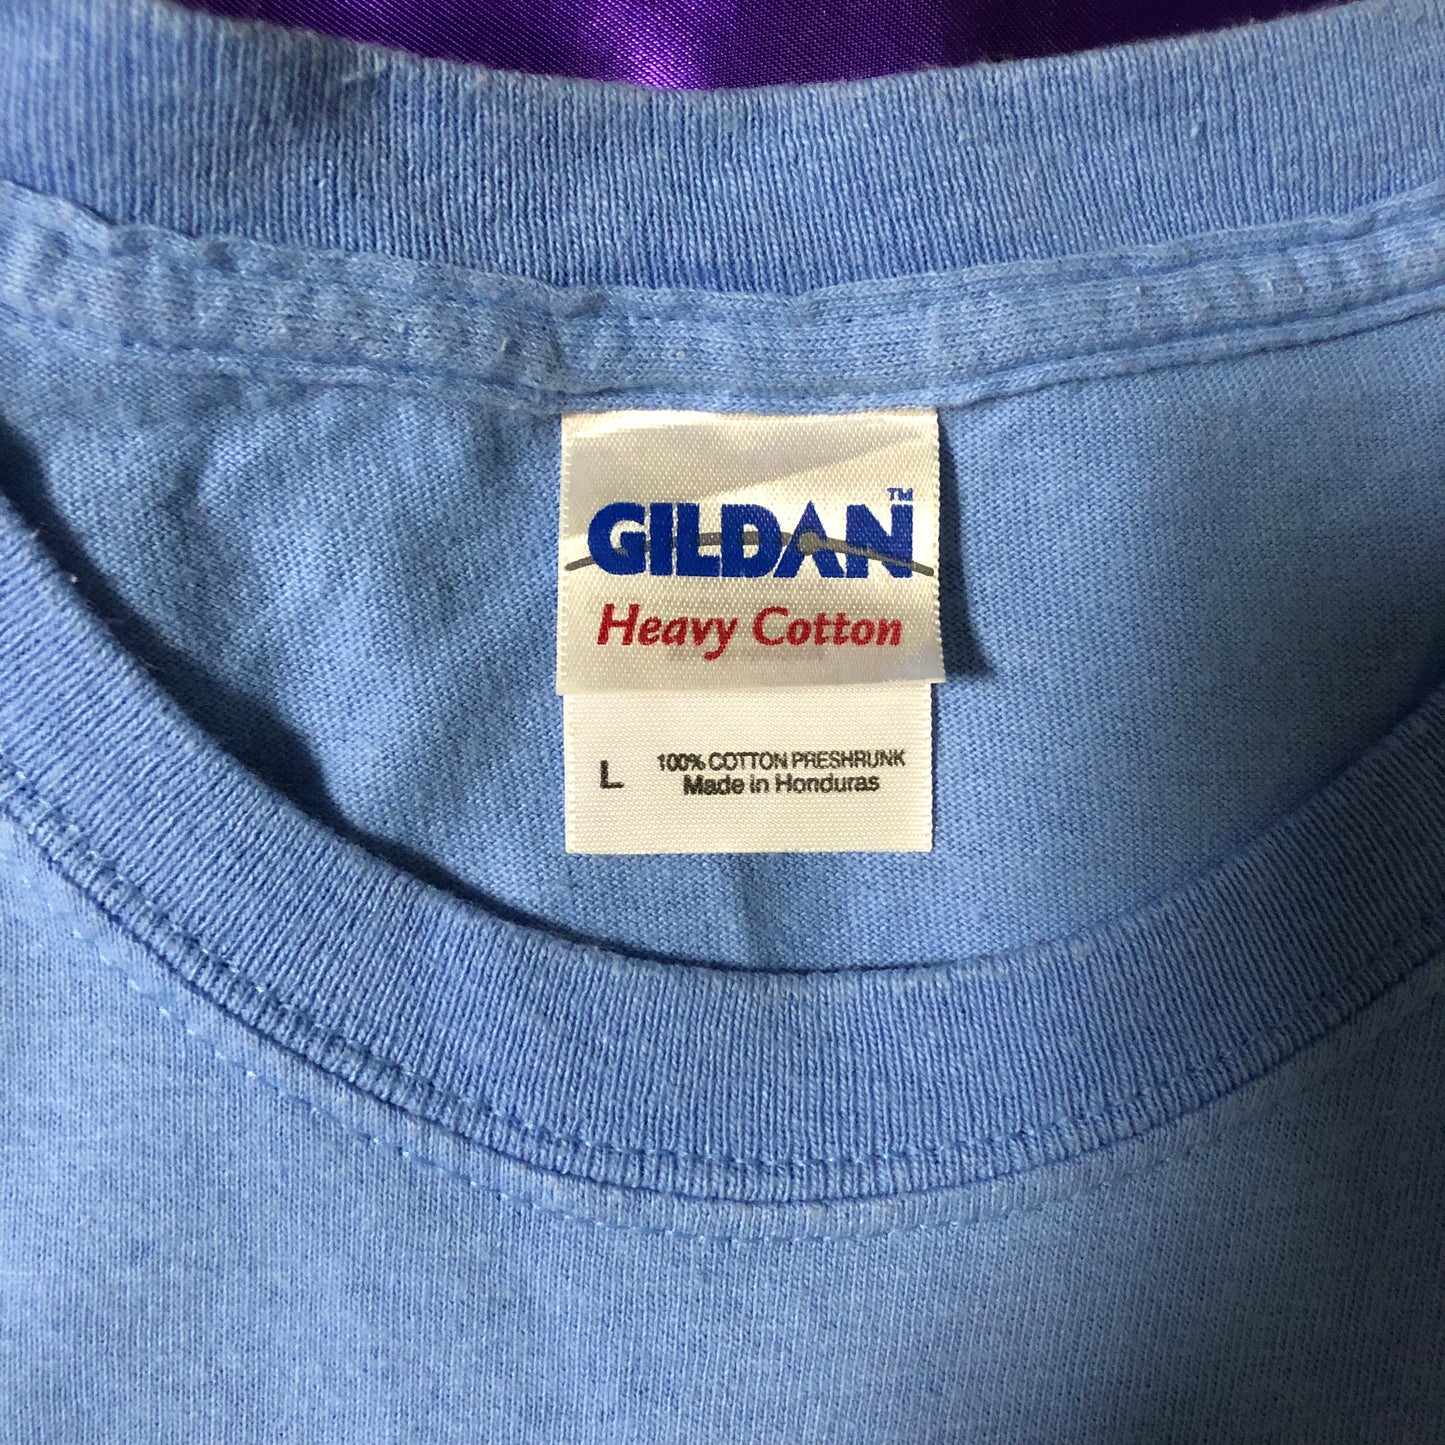 GILDAN™
Heavy Cotton
L 100% COTTON PRESHRUNK
Made in Honduras